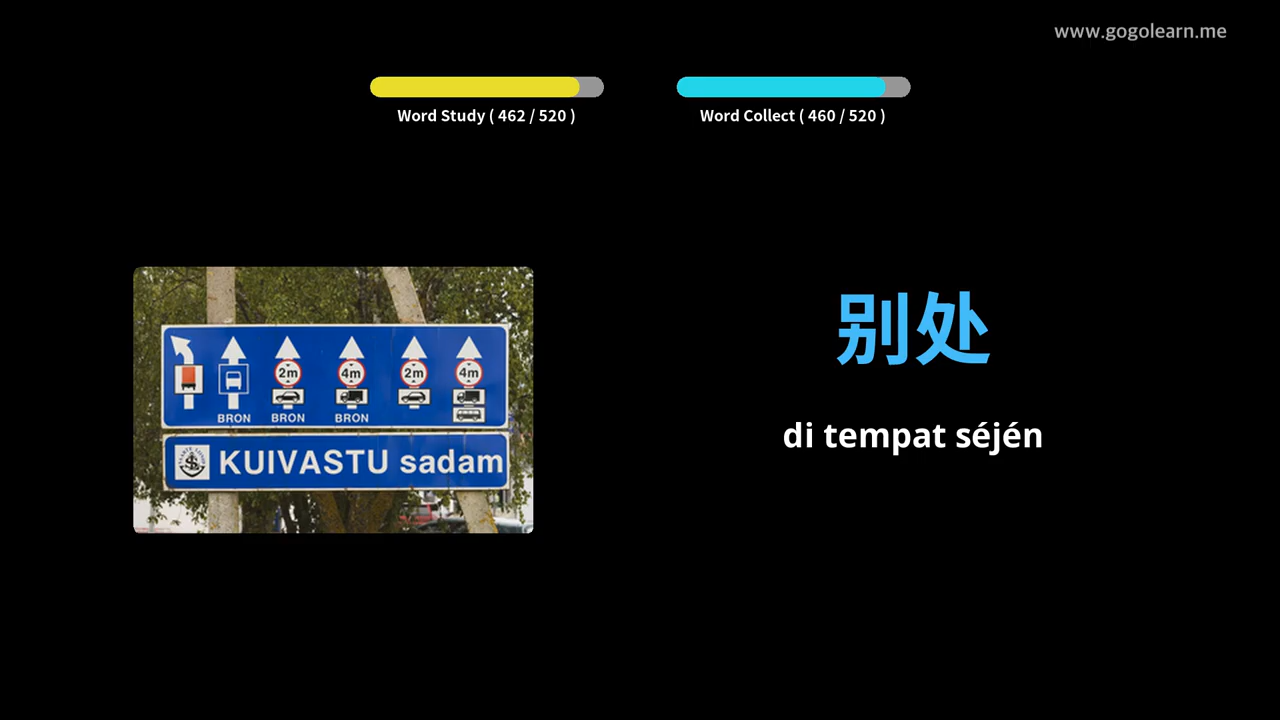 www.gogolearn.me
Word Study ( 462 / 520 )
Word Collect ( 460 / 520 )
2m 4m 2m 4m
BRON BRON BRON
KUIVASTU sadam
别处
di tempat séjén